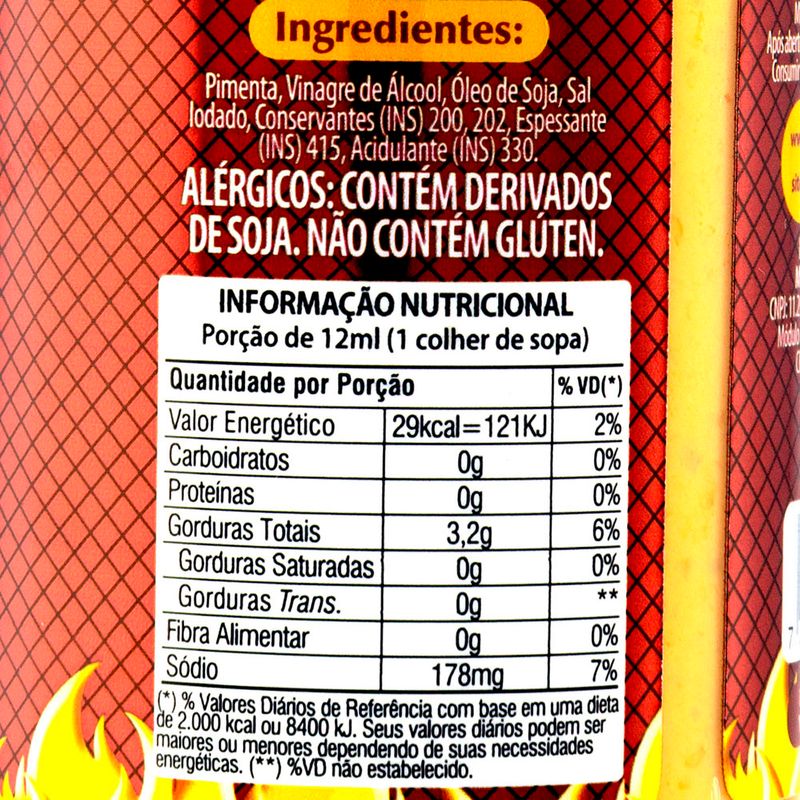 Ingredientes:
Pimenta, Vinagre de Álcool, Óleo de Soja, Sal
Iodado, Conservantes (INS) 200, 202, Espessante
(INS) 415, Acidulante (INS) 330.
ALÉRGICOS: CONTÉM DERIVADOS
DE SOJA. NÃO CONTÉM GLÚTEN.
INFORMAÇÃO NUTRICIONAL
Porção de 12ml (1 colher de sopa)
Quantidade por Porção % VD(*)
Valor Energético 29kcal=121KJ 2%
Carboidratos 0g 0%
Proteínas 0g 0%
Gorduras Totais 3,2g 6%
Gorduras Saturadas 0g 0%
Gorduras Trans. 0g **
Fibra Alimentar 0g 0%
Sódio 178mg 7%
(*) % Valores Diários de Referência com base em uma dieta
de 2.000 kcal ou 8400 kJ. Seus valores diários podem ser
maiores ou menores dependendo de suas necessidades
energéticas. (**) %VD não estabelecido.
Após
CNPJ: 11.2
7